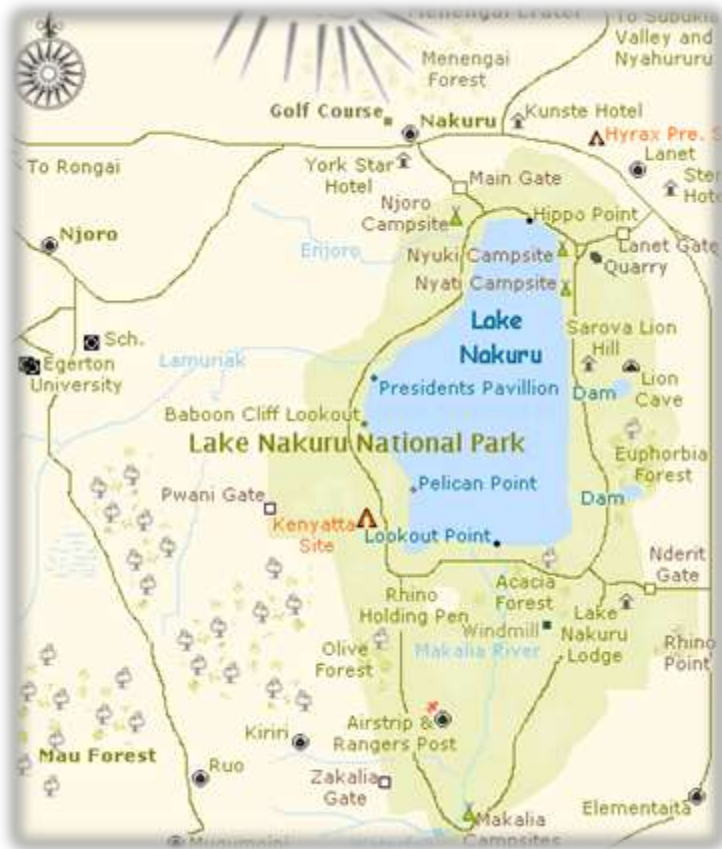 Menengai Crater
To Subukia
Valley and
Nyahururu
Menengai
Forest
Golf Course
Nakuru
Kunste Hotel
Hyrax Pre.
To Rongai
York Star
Hotel
Main Gate
Lanet
Njoro
Campsite
Hippo Point
Njoro
Enjoro
Nyuki Campsite
Lanet Gate
Quarry
Nyati Campsite
Lake
Nakuru
Sarova Lion
Hill
Sch.
Egerton
University
Lamuriak
Presidents Pavillion
Dam
Lion
Cave
Baboon Cliff Lookout
Lake Nakuru National Park
Euphorbia
Forest
Pwani Gate
Pelican Point
Dam
Kenyatta
Site
Lookout Point
Nderit
Gate
Rhino
Holding Pen
Acacia
Forest
Lake
Nakuru
Lodge
Windmill
Makalia River
Olive
Forest
Rhino
Point
Airstrip &
Rangers Post
Kiriri
Mau Forest
Ruo
Zakalia
Gate
Elementaita
Makalia
Campsites